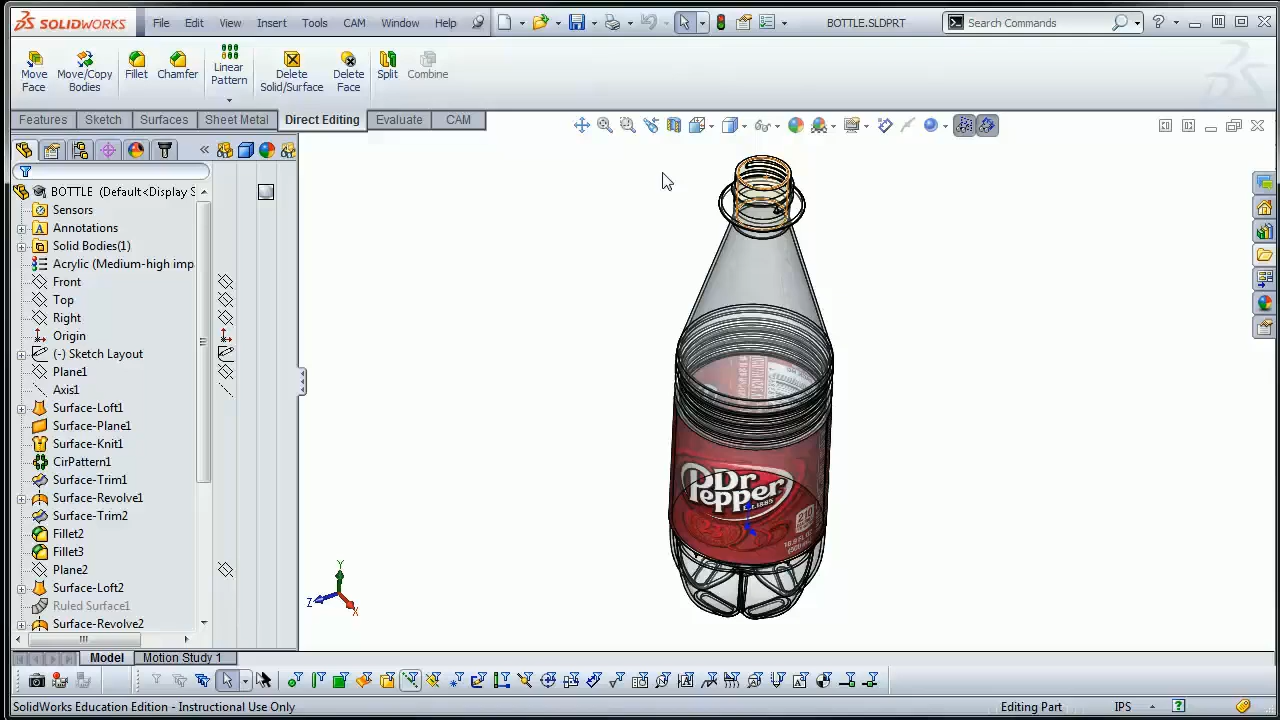 SOLIDWORKS File Edit View Insert Tools CAM Window Help BOTTLE.SLDPRT Search Commands
Move Face
Move/Copy Bodies
Fillet
Chamfer
Linear Pattern
Delete Solid/Surface
Delete Face
Split
Combine
Features Sketch Surfaces Sheet Metal Direct Editing Evaluate CAM
BOTTLE (Default<Display S
Sensors
Annotations
Solid Bodies(1)
Acrylic (Medium-high imp
Front
Top
Right
Origin
(-) Sketch Layout
Plane1
Axis1
Surface-Loft1
Surface-Plane1
Surface-Knit1
CirPattern1
Surface-Trim1
Surface-Revolve1
Surface-Trim2
Fillet2
Fillet3
Plane2
Surface-Loft2
Ruled Surface1
Surface-Revolve2
Dr
Pepper
EST. 1885
210
Y
Z
X
Model Motion Study 1
SolidWorks Education Edition - Instructional Use Only Editing Part IPS